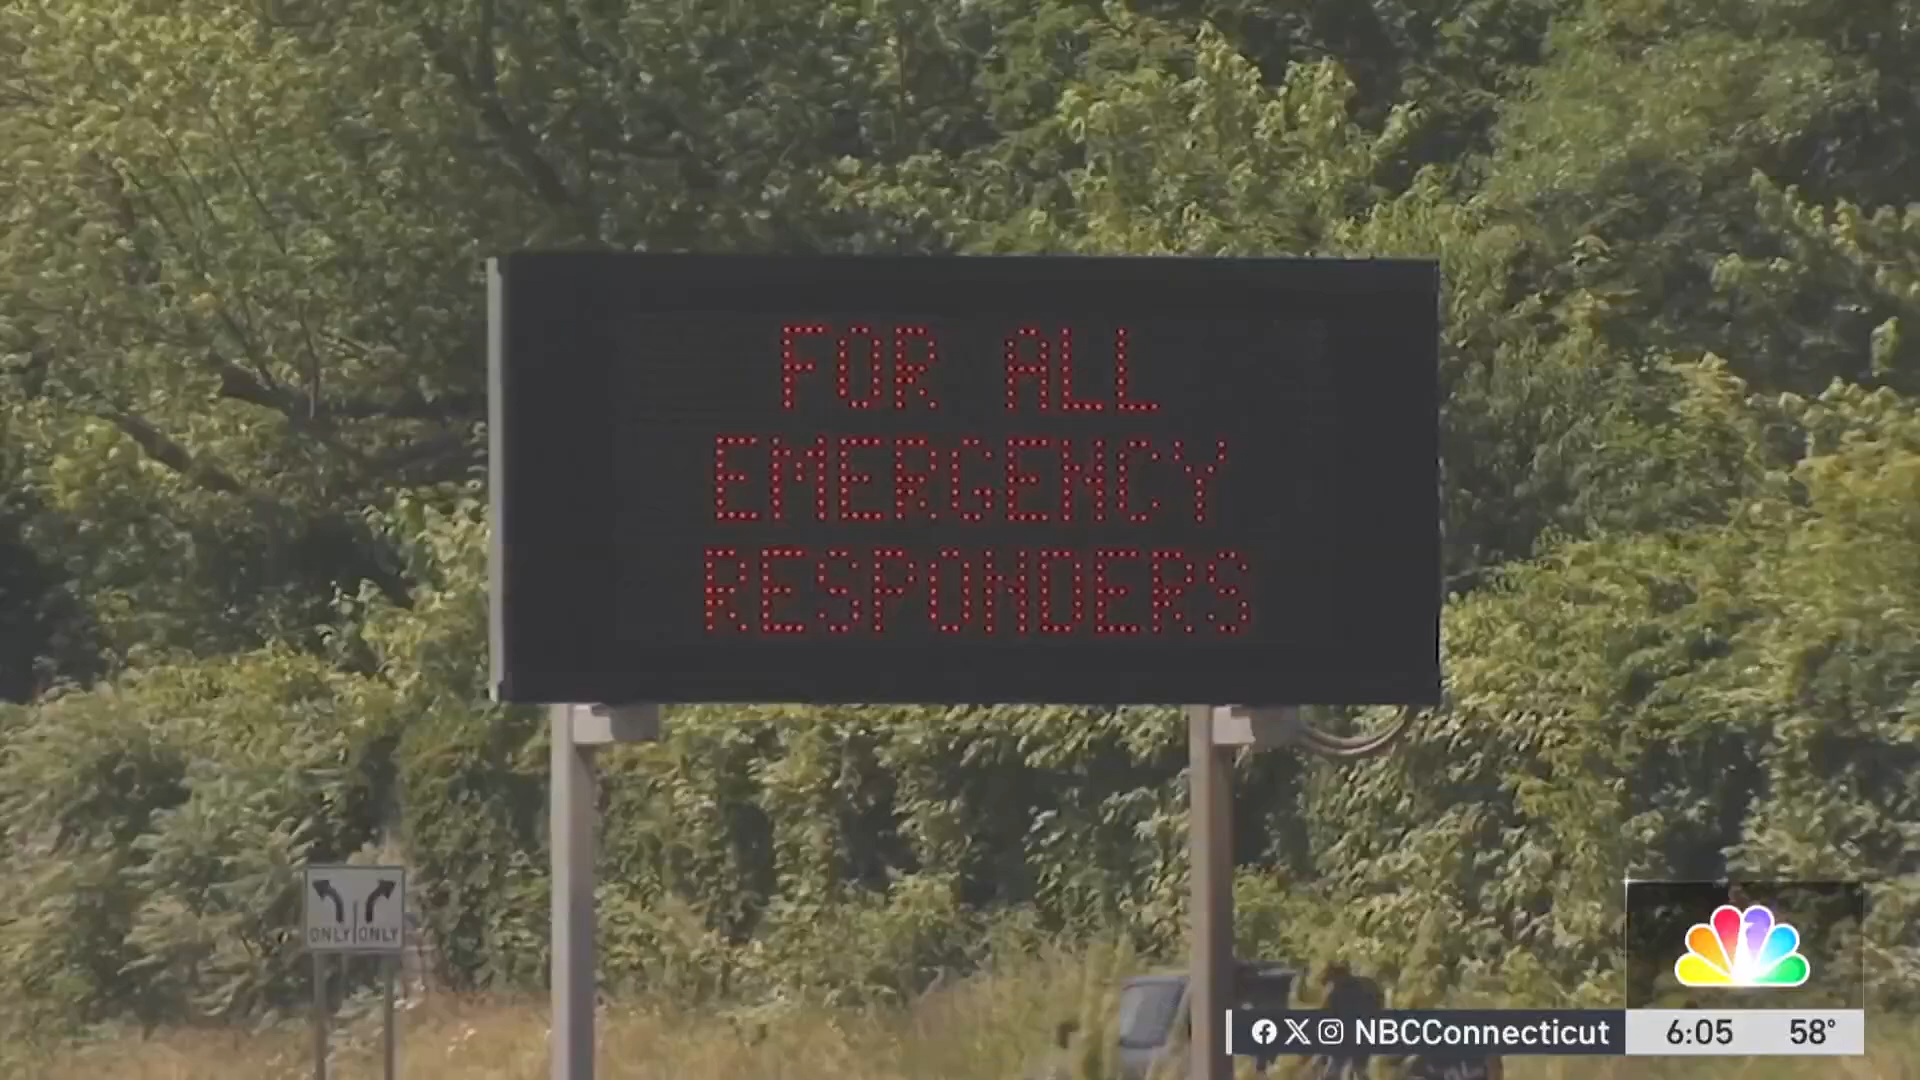 FOR ALL
EMERGENCY
RESPONDERS
ONLY ONLY
NBCConnecticut
6:05 58°